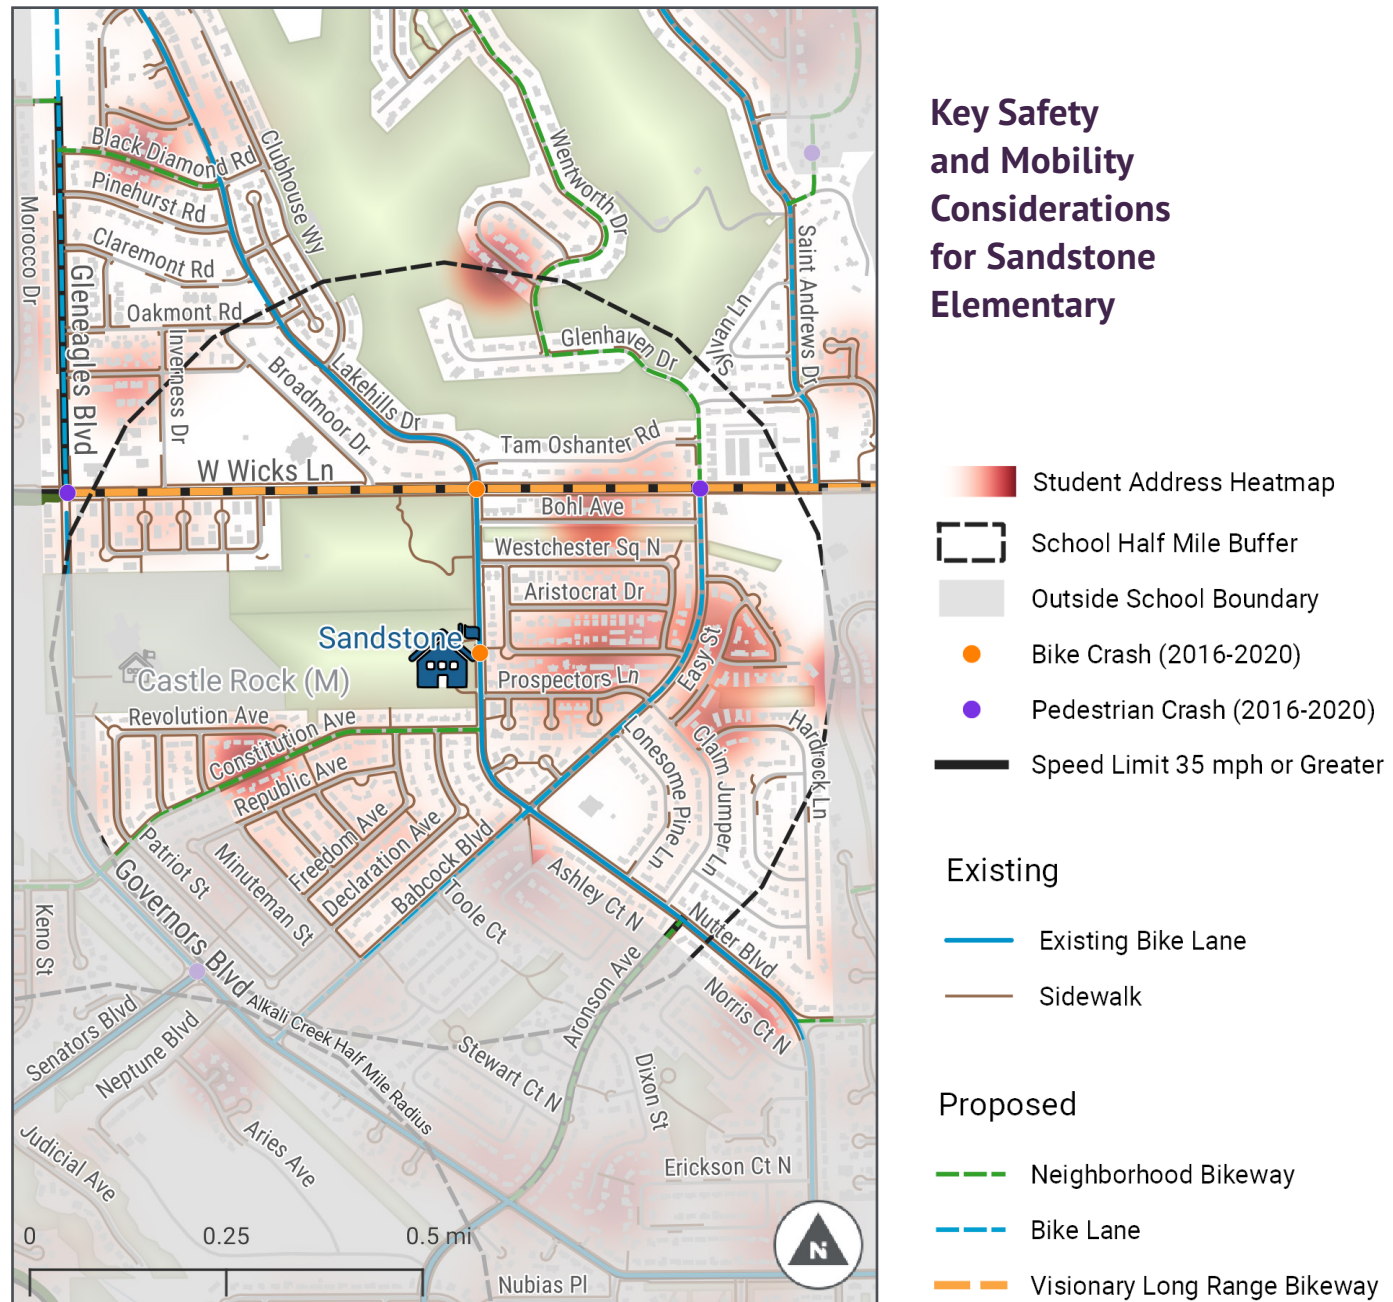 Key Safety
and Mobility
Considerations
for Sandstone
Elementary
Student Address Heatmap
School Half Mile Buffer
Outside School Boundary
Bike Crash (2016-2020)
Pedestrian Crash (2016-2020)
Speed Limit 35 mph or Greater
Existing
Existing Bike Lane
Sidewalk
Proposed
Neighborhood Bikeway
Bike Lane
Visionary Long Range Bikeway
Black Diamond Rd
Clubhouse Wy
Wentworth Dr
Pinehurst Rd
Morocco Dr
Claremont Rd
Saint Andrews Dr
Gleneagles Blvd
Oakmont Rd
Inverness Dr
Sylvan Ln
Glenhaven Dr
Lakehills Dr
Broadmoor Dr
Tam Oshanter Rd
W Wicks Ln
Bohl Ave
Westchester Sq N
Aristocrat Dr
Sandstone
Easy St
Castle Rock (M)
Prospectors Ln
Revolution Ave
Constitution Ave
Hardrock Ln
Lonesome Pine Ln
Claim Jumper Ln
Republic Ave
Freedom Ave
Declaration Ave
Babcock Blvd
Patriot St
Minuteman St
Governors Blvd
Ashley Ct N
Toole Ct
Keno St
Nutter Blvd
Aronson Ave
Norris Ct N
Alkali Creek Half Mile Radius
Senators Blvd
Neptune Blvd
Stewart Ct N
Dixon St
Judicial Ave
Aries Ave
Erickson Ct N
Nubias Pl
0 0.25 0.5 mi
N